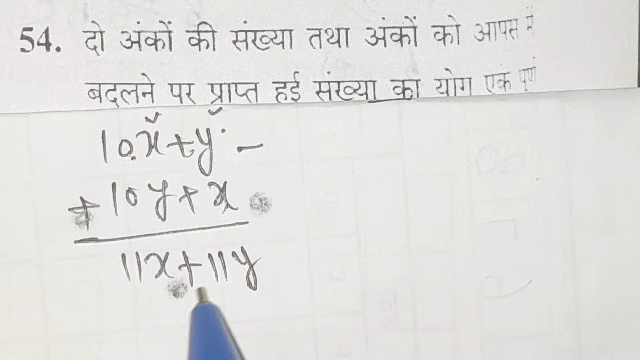 54. दो अंकों की संख्या तथा अंकों को आपस में
बदलने पर प्राप्त हुई संख्या का योग एक पूर्ण
10x+y -
+10y+x
11x+11y